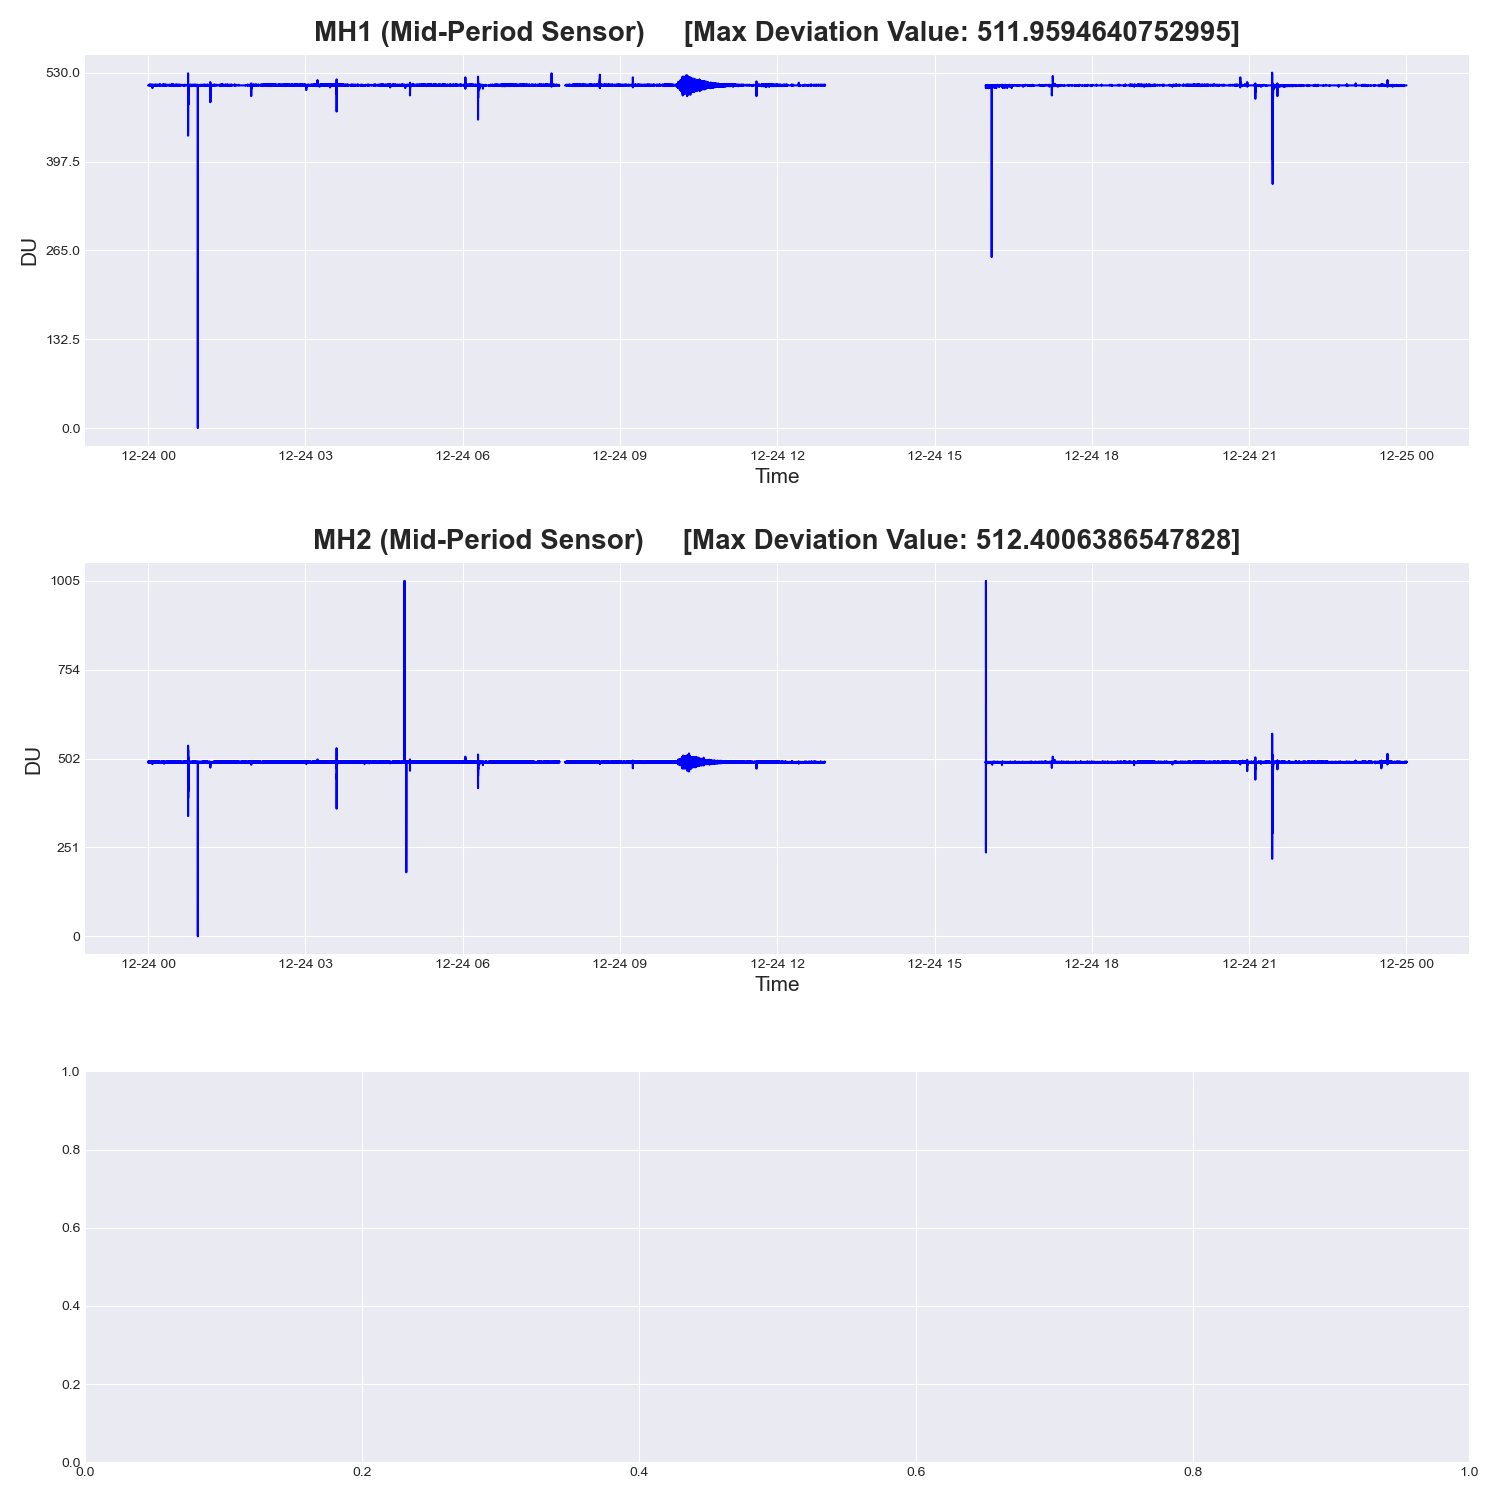 MH1 (Mid-Period Sensor) [Max Deviation Value: 511.9594640752995]
530.0
397.5
265.0
132.5
0.0
DU
12-24 00 12-24 03 12-24 06 12-24 09 12-24 12 12-24 15 12-24 18 12-24 21 12-25 00
Time
MH2 (Mid-Period Sensor) [Max Deviation Value: 512.4006386547828]
1005
754
502
251
0
DU
12-24 00 12-24 03 12-24 06 12-24 09 12-24 12 12-24 15 12-24 18 12-24 21 12-25 00
Time
1.0
0.8
0.6
0.4
0.2
0.0
0.0 0.2 0.4 0.6 0.8 1.0